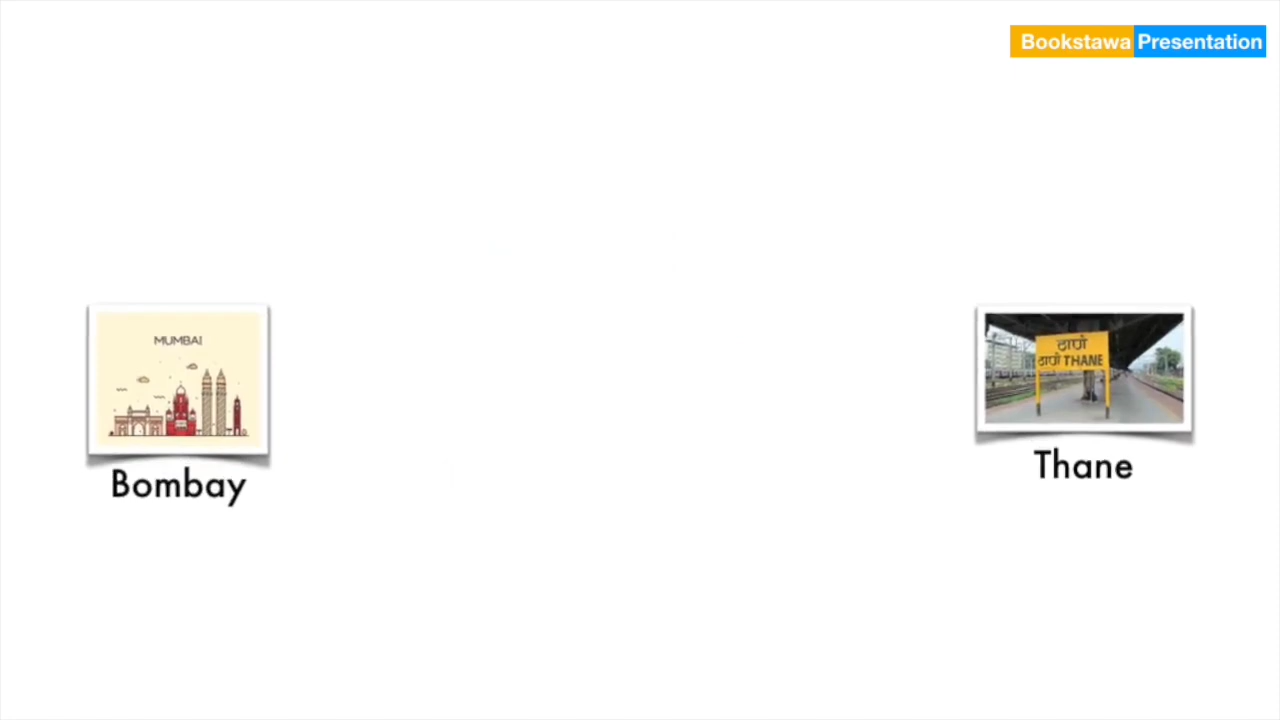 Bookstawa Presentation
MUMBAI
Bombay
ठाणे
ठाणे THANE
Thane